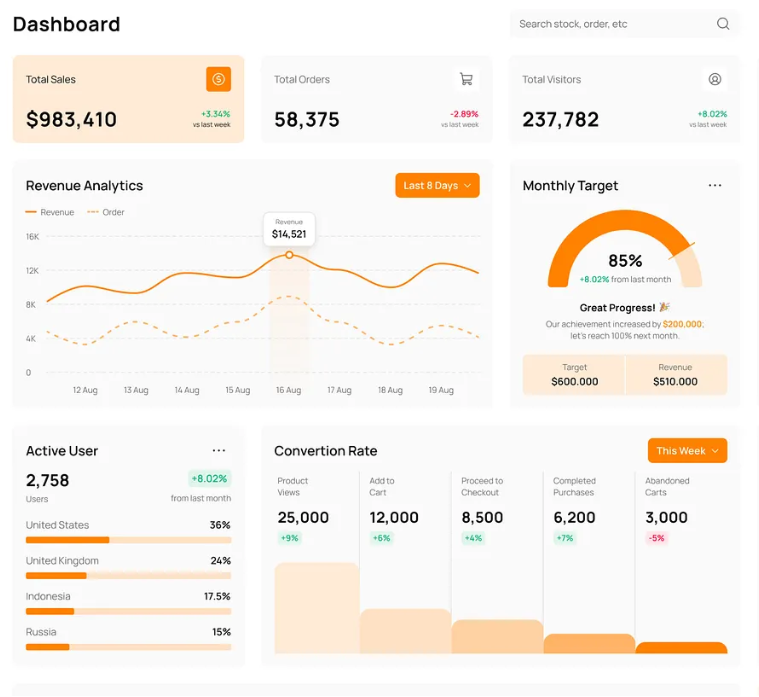 Dashboard
Search stock, order, etc
Total Sales
$983,410
+3.34%
vs last week
Total Orders
58,375
-2.89%
vs last week
Total Visitors
237,782
+8.02%
vs last week
Revenue Analytics
Last 8 Days
Revenue
Order
Revenue
$14,521
16K
12K
8K
4K
0
12 Aug
13 Aug
14 Aug
15 Aug
16 Aug
17 Aug
18 Aug
19 Aug
Monthly Target
85%
+8.02% from last month
Great Progress! 🎉
Our achievement increased by $200,000;
let's reach 100% next month.
Target
$600.000
Revenue
$510.000
Active User
2,758
Users
+8.02%
from last month
United States 36%
United Kingdom 24%
Indonesia 17.5%
Russia 15%
Convertion Rate
This Week
Product
Views
25,000
+9%
Add to
Cart
12,000
+6%
Proceed to
Checkout
8,500
+4%
Completed
Purchases
6,200
+7%
Abandoned
Carts
3,000
-5%